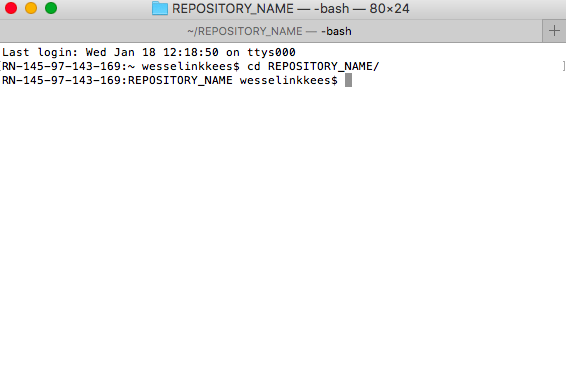 REPOSITORY_NAME — -bash — 80×24
~/REPOSITORY_NAME — -bash
Last login: Wed Jan 18 12:18:50 on ttys000
[RN-145-97-143-169:~ wesselinkkees$ cd REPOSITORY_NAME/ ]
RN-145-97-143-169:REPOSITORY_NAME wesselinkkees$